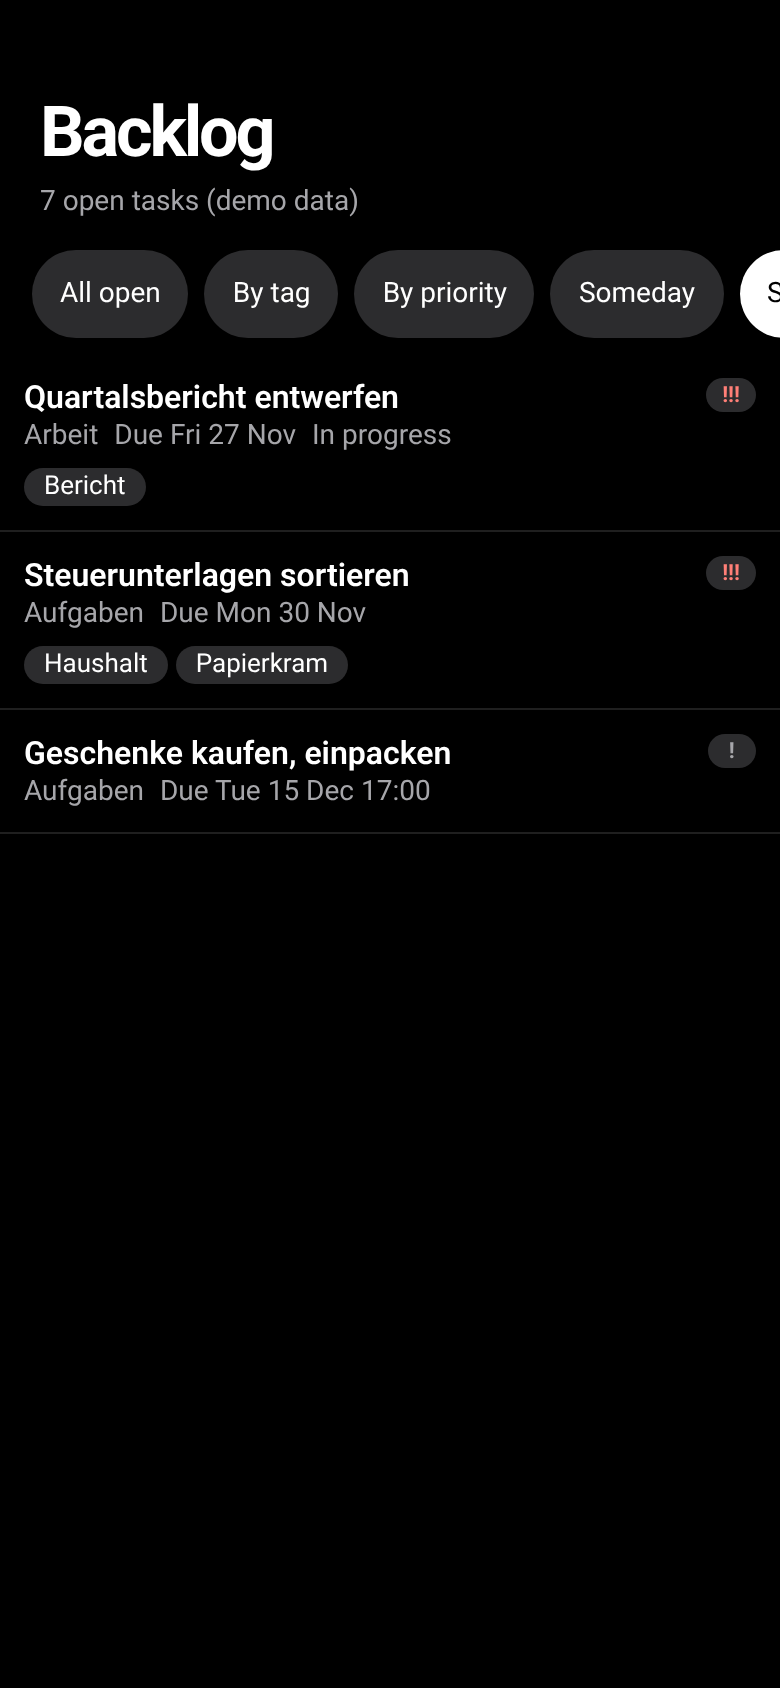 Backlog
7 open tasks (demo data)
All open By tag By priority Someday
Quartalsbericht entwerfen !!!
Arbeit Due Fri 27 Nov In progress
Bericht
Steuerunterlagen sortieren !!!
Aufgaben Due Mon 30 Nov
Haushalt Papierkram
Geschenke kaufen, einpacken !
Aufgaben Due Tue 15 Dec 17:00